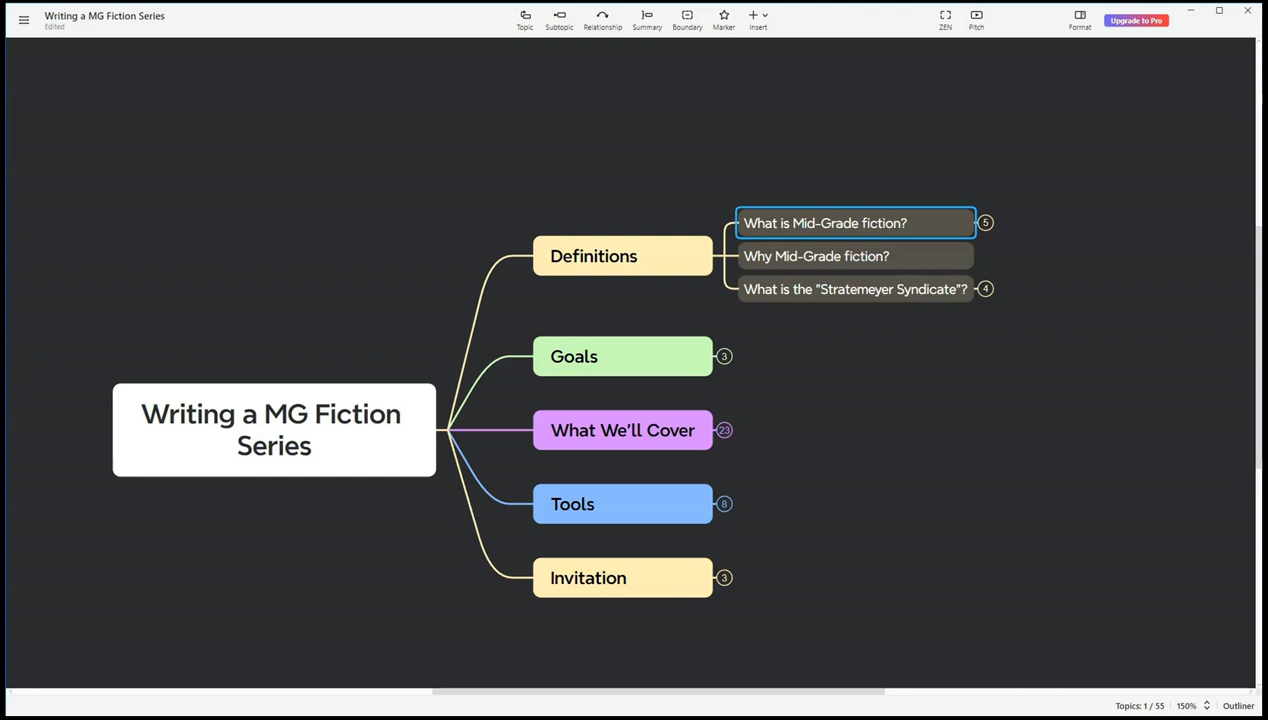 Writing a MG Fiction Series
Edited
Topic
Subtopic
Relationship
Summary
Boundary
Marker
Insert
ZEN
Pitch
Format
Upgrade to Pro
What is Mid-Grade fiction?
5
Definitions
Why Mid-Grade fiction?
What is the "Stratemeyer Syndicate"?
4
Goals
3
Writing a MG Fiction
Series
What We'll Cover
23
Tools
8
Invitation
3
Topics: 1 / 55
150%
Outliner